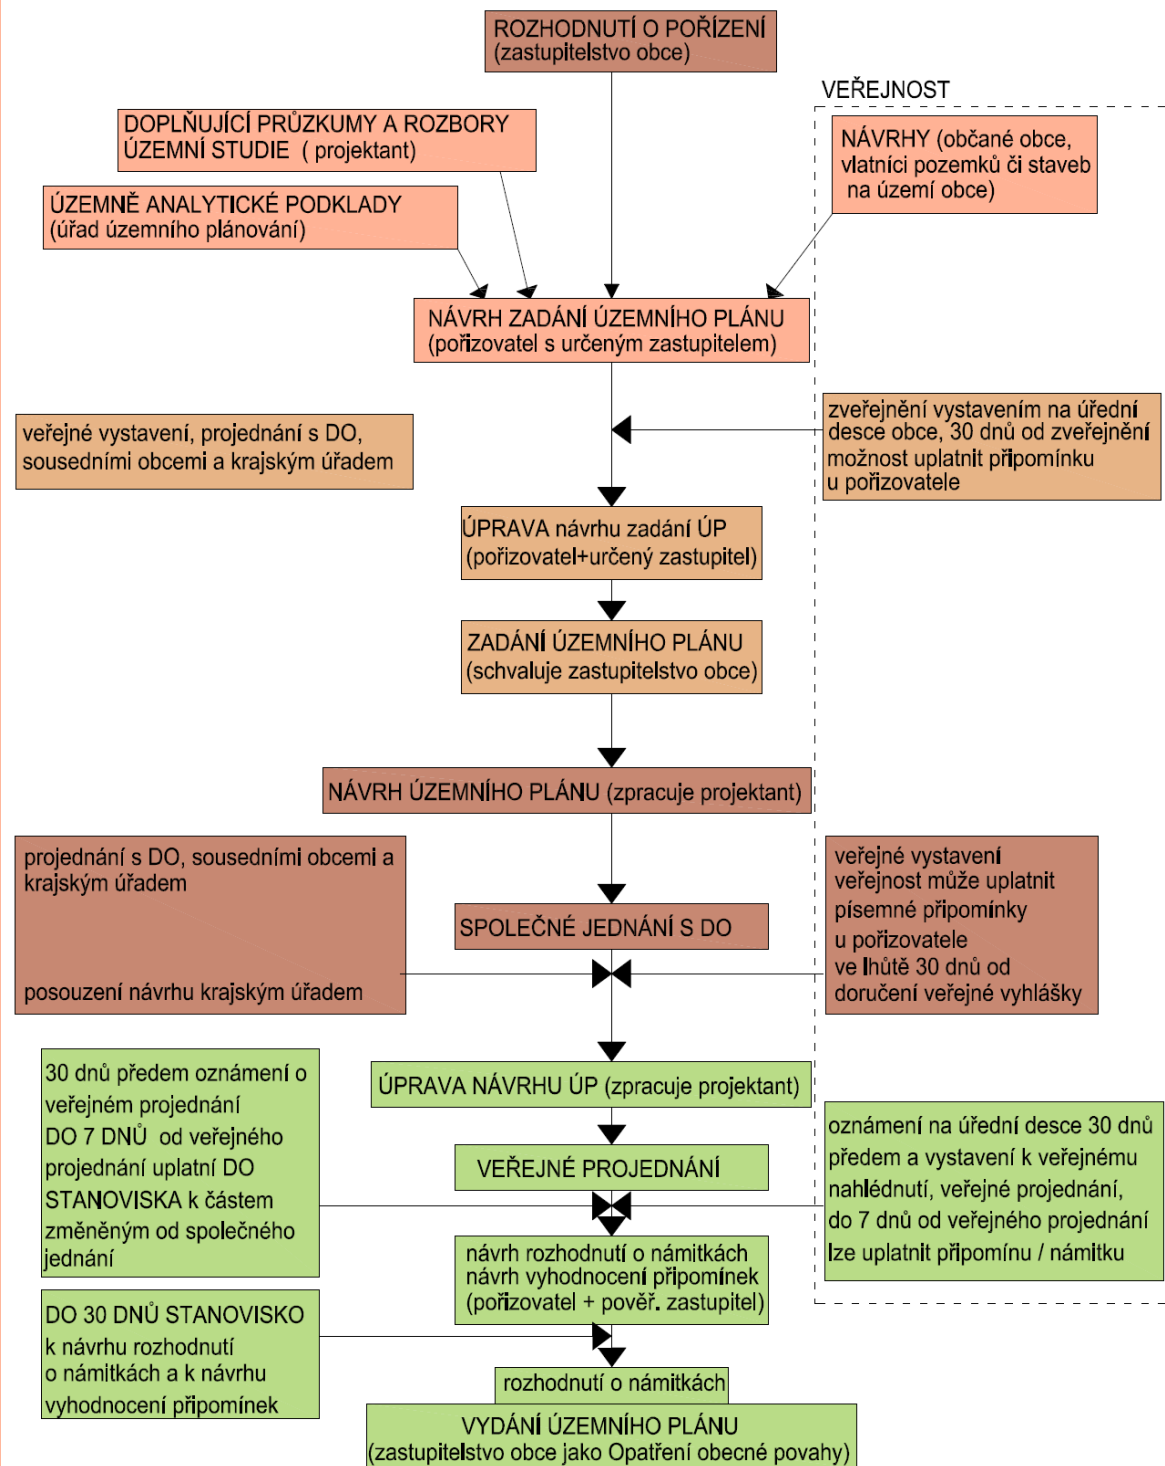 ROZHODNUTÍ O POŘÍZENÍ
(zastupitelstvo obce)
VEŘEJNOST
DOPLŇUJÍCÍ PRŮZKUMY A ROZBORY
ÚZEMNÍ STUDIE ( projektant)
NÁVRHY (občané obce,
vlatníci pozemků či staveb
na území obce)
ÚZEMNĚ ANALYTICKÉ PODKLADY
(úřad územního plánování)
NÁVRH ZADÁNÍ ÚZEMNÍHO PLÁNU
(pořizovatel s určeným zastupitelem)
veřejné vystavení, projednání s DO,
sousedními obcemi a krajským úřadem
zveřejnění vystavením na úřední
desce obce, 30 dnů od zveřejnění
možnost uplatnit připomínku
u pořizovatele
ÚPRAVA návrhu zadání ÚP
(pořizovatel+určený zastupitel)
ZADÁNÍ ÚZEMNÍHO PLÁNU
(schvaluje zastupitelstvo obce)
NÁVRH ÚZEMNÍHO PLÁNU (zpracuje projektant)
projednání s DO, sousedními obcemi a
krajským úřadem
posouzení návrhu krajským úřadem
SPOLEČNÉ JEDNÁNÍ S DO
veřejné vystavení
veřejnost může uplatnit
písemné připomínky
u pořizovatele
ve lhůtě 30 dnů od
doručení veřejné vyhlášky
30 dnů předem oznámení o
veřejném projednání
DO 7 DNŮ od veřejného
projednání uplatní DO
STANOVISKA k částem
změněným od společného
jednání
ÚPRAVA NÁVRHU ÚP (zpracuje projektant)
VEŘEJNÉ PROJEDNÁNÍ
oznámení na úřední desce 30 dnů
předem a vystavení k veřejnému
nahlédnutí, veřejné projednání,
do 7 dnů od veřejného projednání
lze uplatnit připomínu / námitku
návrh rozhodnutí o námitkách
návrh vyhodnocení připomínek
(pořizovatel + pověř. zastupitel)
DO 30 DNŮ STANOVISKO
k návrhu rozhodnutí
o námitkách a k návrhu
vyhodnocení připomínek
rozhodnutí o námitkách
VYDÁNÍ ÚZEMNÍHO PLÁNU
(zastupitelstvo obce jako Opatření obecné povahy)